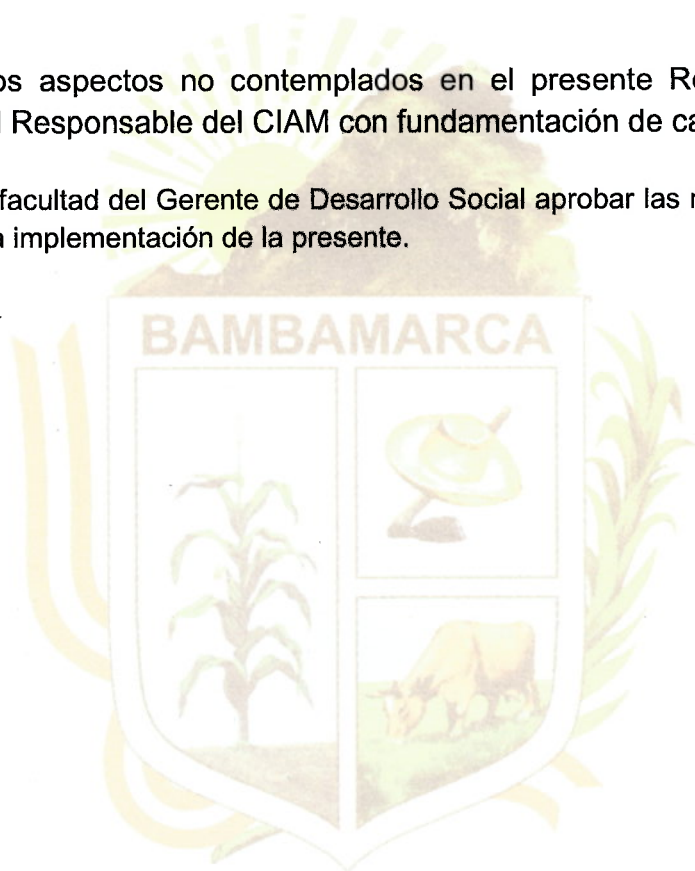 os aspectos no contemplados en el presente Re
l Responsable del CIAM con fundamentación de ca
facultad del Gerente de Desarrollo Social aprobar las
a implementación de la presente.
BAMBAMARCA